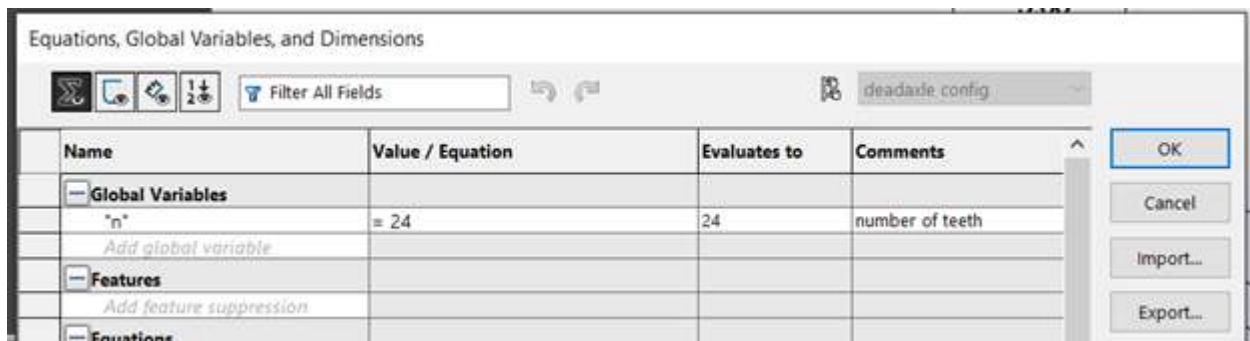 Equations, Global Variables, and Dimensions
Filter All Fields deadaxle config
Name Value / Equation Evaluates to Comments OK
Global Variables Cancel
"n" = 24 24 number of teeth
Add global variable Import...
Features
Add feature suppression Export...
Equations